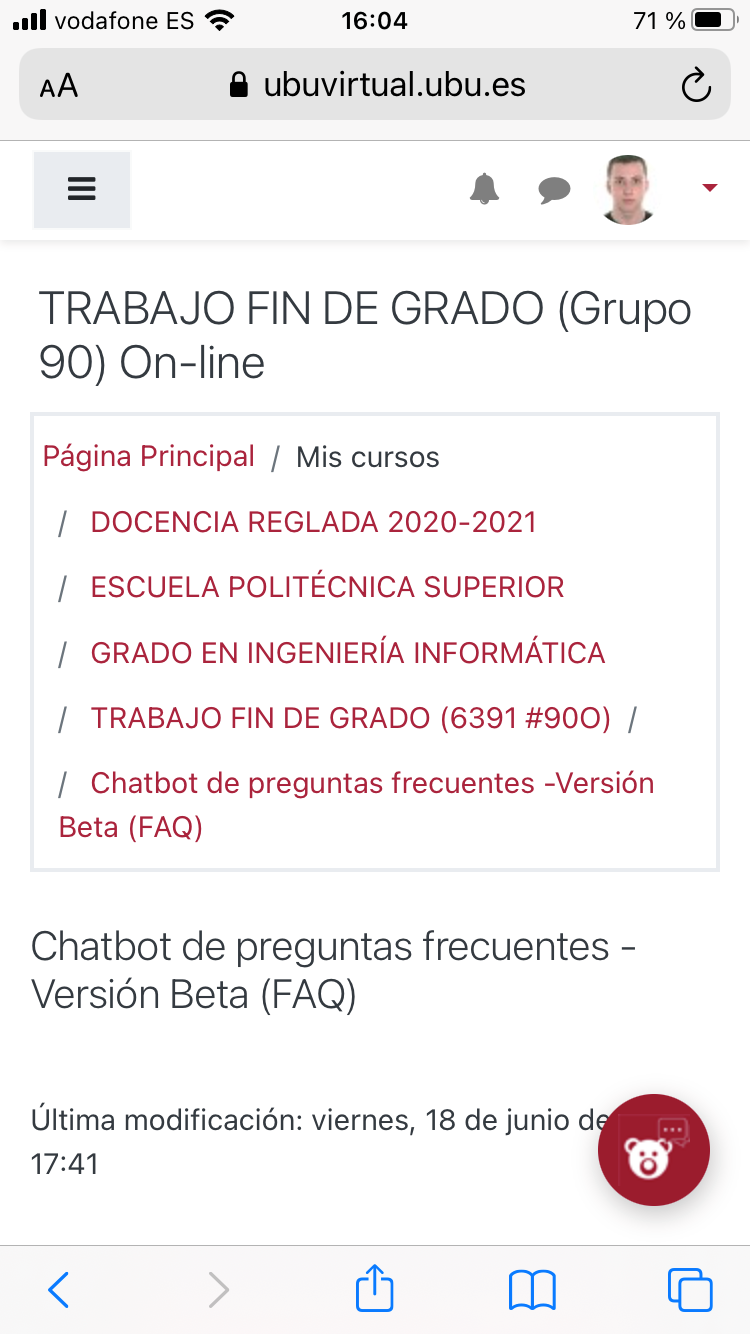 vodafone ES 16:04 71 %
AA ubuvirtual.ubu.es
TRABAJO FIN DE GRADO (Grupo
90) On-line
Página Principal / Mis cursos
/ DOCENCIA REGLADA 2020-2021
/ ESCUELA POLITÉCNICA SUPERIOR
/ GRADO EN INGENIERÍA INFORMÁTICA
/ TRABAJO FIN DE GRADO (6391 #90O) /
/ Chatbot de preguntas frecuentes -Versión
Beta (FAQ)
Chatbot de preguntas frecuentes -
Versión Beta (FAQ)
Última modificación: viernes, 18 de junio de
17:41